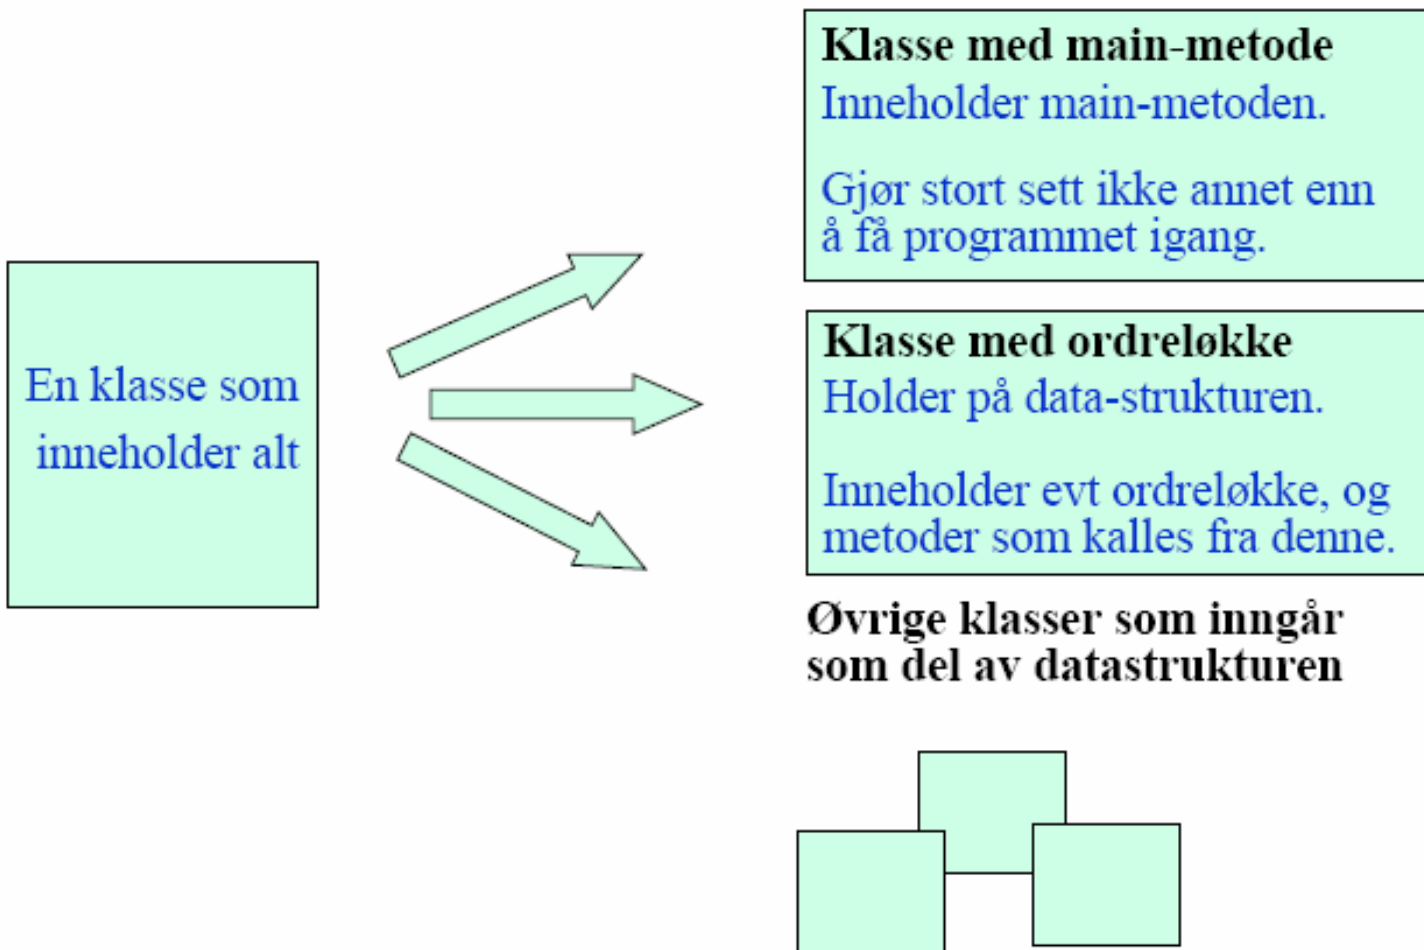 En klasse som
inneholder alt
Klasse med main-metode
Inneholder main-metoden.
Gjør stort sett ikke annet enn
å få programmet igang.
Klasse med ordreløkke
Holder på data-strukturen.
Inneholder evt ordreløkke, og
metoder som kalles fra denne.
Øvrige klasser som inngår
som del av datastrukturen